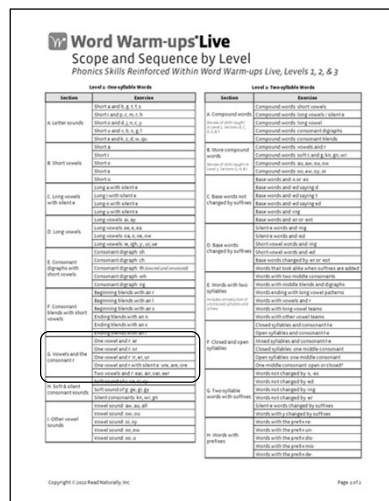 Word Warm-ups® Live
Scope and Sequence by Level
Phonics Skills Reinforced Within Word Warm-ups Live, Levels 1, 2, & 3
Level 1: One-syllable Words
Section Exercise
A. Letter sounds
Short a and b, g, t, f, s
Short i and p, c, m, r, h
Short o and d, j, n, x, y
Short u and v, b, v, g, l
Short e and k, z, d, w, qu
B. Short vowels
Short a
Short i
Short o
Short e
Short u
C. Long vowels with silent e
Long a with silent e
Long i with silent e
Long o with silent e
Long u with silent e
D. Long vowels
Long vowels: ai, ay
Long vowels: ee, ea
Long vowels: oa, o, oe, ow
E. Consonant digraphs with short vowels
Consonant digraph: sh
Consonant digraph: ch
Consonant digraph: th (voiced and unvoiced)
Consonant digraph: wh
Consonant digraph: ng
F. Consonant blends with short vowels
Beginning blends with an r
Beginning blends with an l
Beginning blends with an s
Ending blends with an n
Ending blends with an s
Ending blends with an l
G. Vowels and the consonant r
One vowel and r: ar
One vowel and r: or
One vowel and r: ir, er, ur
One vowel and r with silent e: ure, are, ore
Two vowels and r: ear, air, oar, eer
H. Soft & silent consonant sounds
Soft sound of g: ge, gi, gy
Silent consonants: kn, wr, gn
I. Other vowel sounds
Vowel sound: aw, au, all
Vowel sound: ow, ou
Vowel sound: oi, oy
Vowel sound: oo, ew
Vowel sound: oo, u
Level 2: Two-syllable Words
Section Exercise
A. Compound words
Compound words: short vowels
Compound words: long vowels / silent e
Compound words: long vowel
Compound words: consonant digraphs
Compound words: consonant blends
B. More compound words
Compound words: vowels and r
Compound words: soft c and g, kn, gn, wr
Compound words: au, aw, ou, ow
Compound words: oo, ew, oy, or
C. Base words not changed by suffixes
Base words and -s or -es
Base words and -ed saying d
Base words and -ed saying t
Base words and -ed saying ed
Base words and -ing
Base words and -er or -est
D. Base words changed by suffixes
Silent e words and -ing
Silent e words and -ed
Short vowel words and -ing
Short vowel words and -ed
Base words changed by -er or -est
Words that look alike when suffixes are added
E. Words with two syllables
Words with two middle consonants
Words with middle blends and digraphs
Words ending with long vowel patterns
Words with vowels and r
Words with long vowel teams
Words with other vowel teams
F. Closed and open syllables
Closed syllables and consonant-le
Open syllables and consonant-le
Mixed syllables and consonant-le
Closed syllables: one middle consonant
Open syllables: one middle consonant
One middle consonant: open or closed?
G. Two-syllable words with suffixes
Words not changed by -s, -es
Words not changed by -ed
Words not changed by -ing
Words not changed by -er
Silent e words changed by suffixes
Words with y changed by suffixes
H. Words with prefixes
Words with the prefix re-
Words with the prefix un-
Words with the prefix dis-
Words with the prefix mis-
Words with the prefix de-
Copyright © 2022 Read Naturally, Inc.
Page 1 of 2